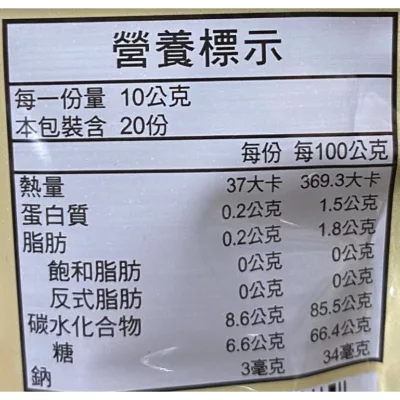 營養標示
每一份量 10公克
本包裝含 20份
每份 每100公克
熱量 37大卡 369.3大卡
蛋白質 0.2公克 1.5公克
脂肪 0.2公克 1.8公克
飽和脂肪 0公克 0公克
反式脂肪 0公克 0公克
碳水化合物 8.6公克 85.5公克
糖 6.6公克 66.4公克
鈉 3毫克 34毫克